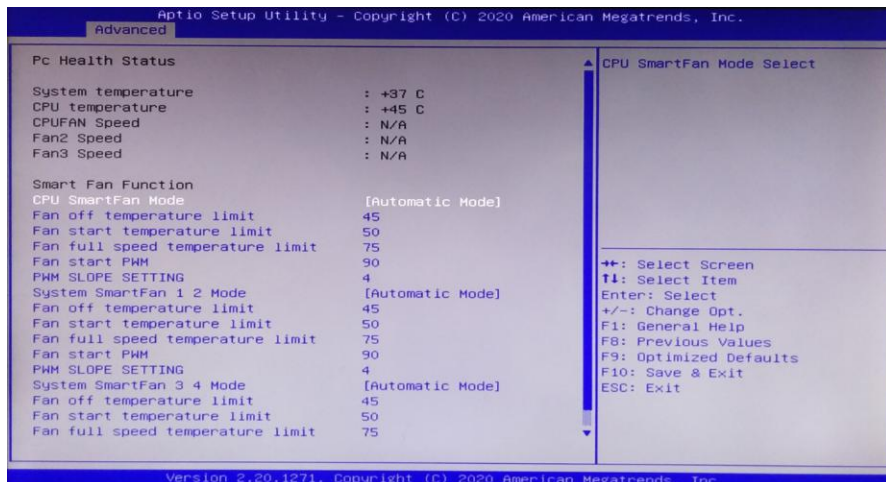 Aptio Setup Utility – Copyright (C) 2020 American Megatrends, Inc.
Advanced
Pc Health Status
System temperature : +37 C
CPU temperature : +45 C
CPUFAN Speed : N/A
Fan2 Speed : N/A
Fan3 Speed : N/A
Smart Fan Function
CPU SmartFan Mode [Automatic Mode]
Fan off temperature limit 45
Fan start temperature limit 50
Fan full speed temperature limit 75
Fan start PWM 90
PWM SLOPE SETTING 4
System SmartFan 1 2 Mode [Automatic Mode]
Fan off temperature limit 45
Fan start temperature limit 50
Fan full speed temperature limit 75
Fan start PWM 90
PWM SLOPE SETTING 4
System SmartFan 3 4 Mode [Automatic Mode]
Fan off temperature limit 45
Fan start temperature limit 50
Fan full speed temperature limit 75
CPU SmartFan Mode Select
→←: Select Screen
↑↓: Select Item
Enter: Select
+/-: Change Opt.
F1: General Help
F8: Previous Values
F9: Optimized Defaults
F10: Save & Exit
ESC: Exit
Version 2.20.1271. Copyright (C) 2020 American Megatrends, Inc.